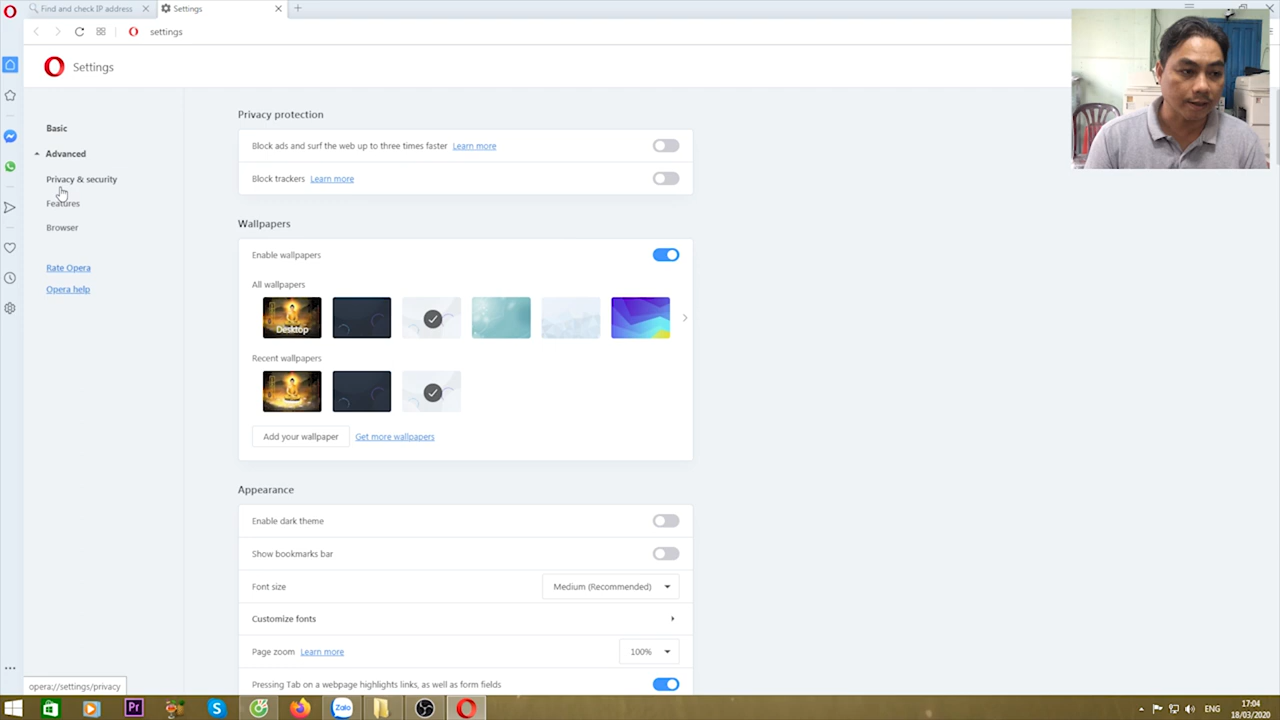 Find and check IP address
Settings
settings
Settings
Basic
Advanced
Privacy & security
Features
Browser
Rate Opera
Opera help
Privacy protection
Block ads and surf the web up to three times faster Learn more
Block trackers Learn more
Wallpapers
Enable wallpapers
All wallpapers
Desktop
Recent wallpapers
Add your wallpaper Get more wallpapers
Appearance
Enable dark theme
Show bookmarks bar
Font size Medium (Recommended)
Customize fonts
Page zoom Learn more 100%
Pressing Tab on a webpage highlights links, as well as form fields
opera://settings/privacy
Pr
Zalo
ENG
17:04
18/03/2020